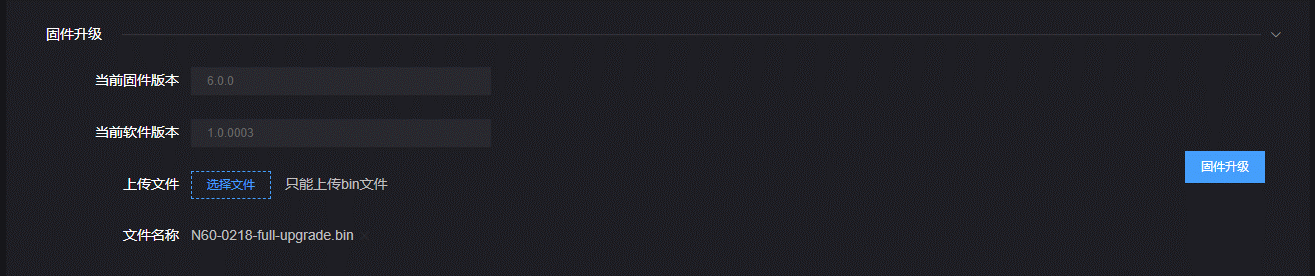 固件升级
当前固件版本 6.0.0
当前软件版本 1.0.0003
上传文件 选择文件 只能上传bin文件
固件升级
文件名称 N60-0218-full-upgrade.bin